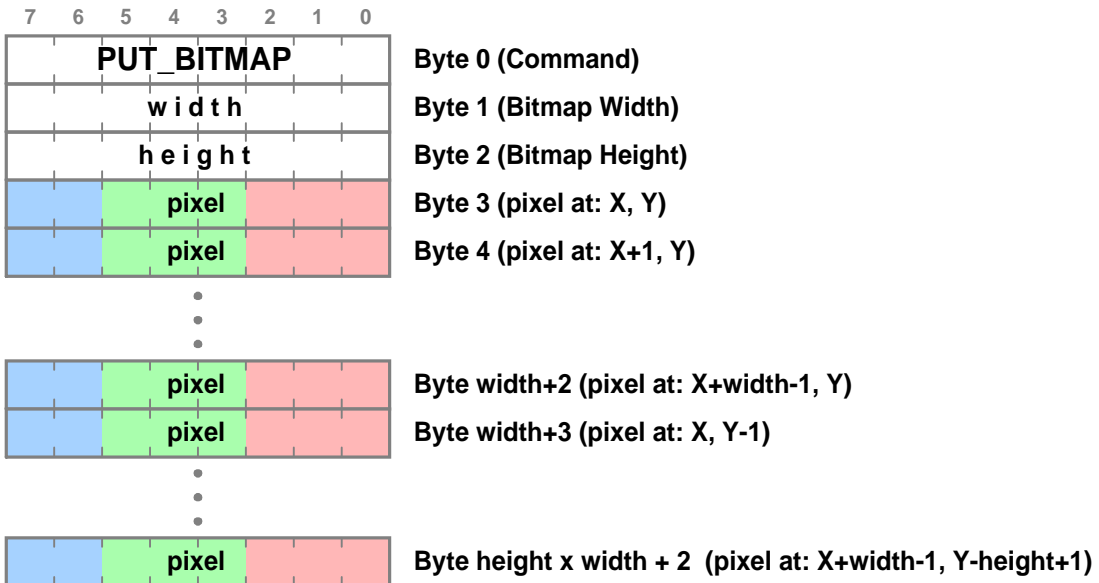 7 6 5 4 3 2 1 0
PUT_BITMAP Byte 0 (Command)
width Byte 1 (Bitmap Width)
height Byte 2 (Bitmap Height)
pixel Byte 3 (pixel at: X, Y)
pixel Byte 4 (pixel at: X+1, Y)
pixel Byte width+2 (pixel at: X+width-1, Y)
pixel Byte width+3 (pixel at: X, Y-1)
pixel Byte height x width + 2 (pixel at: X+width-1, Y-height+1)